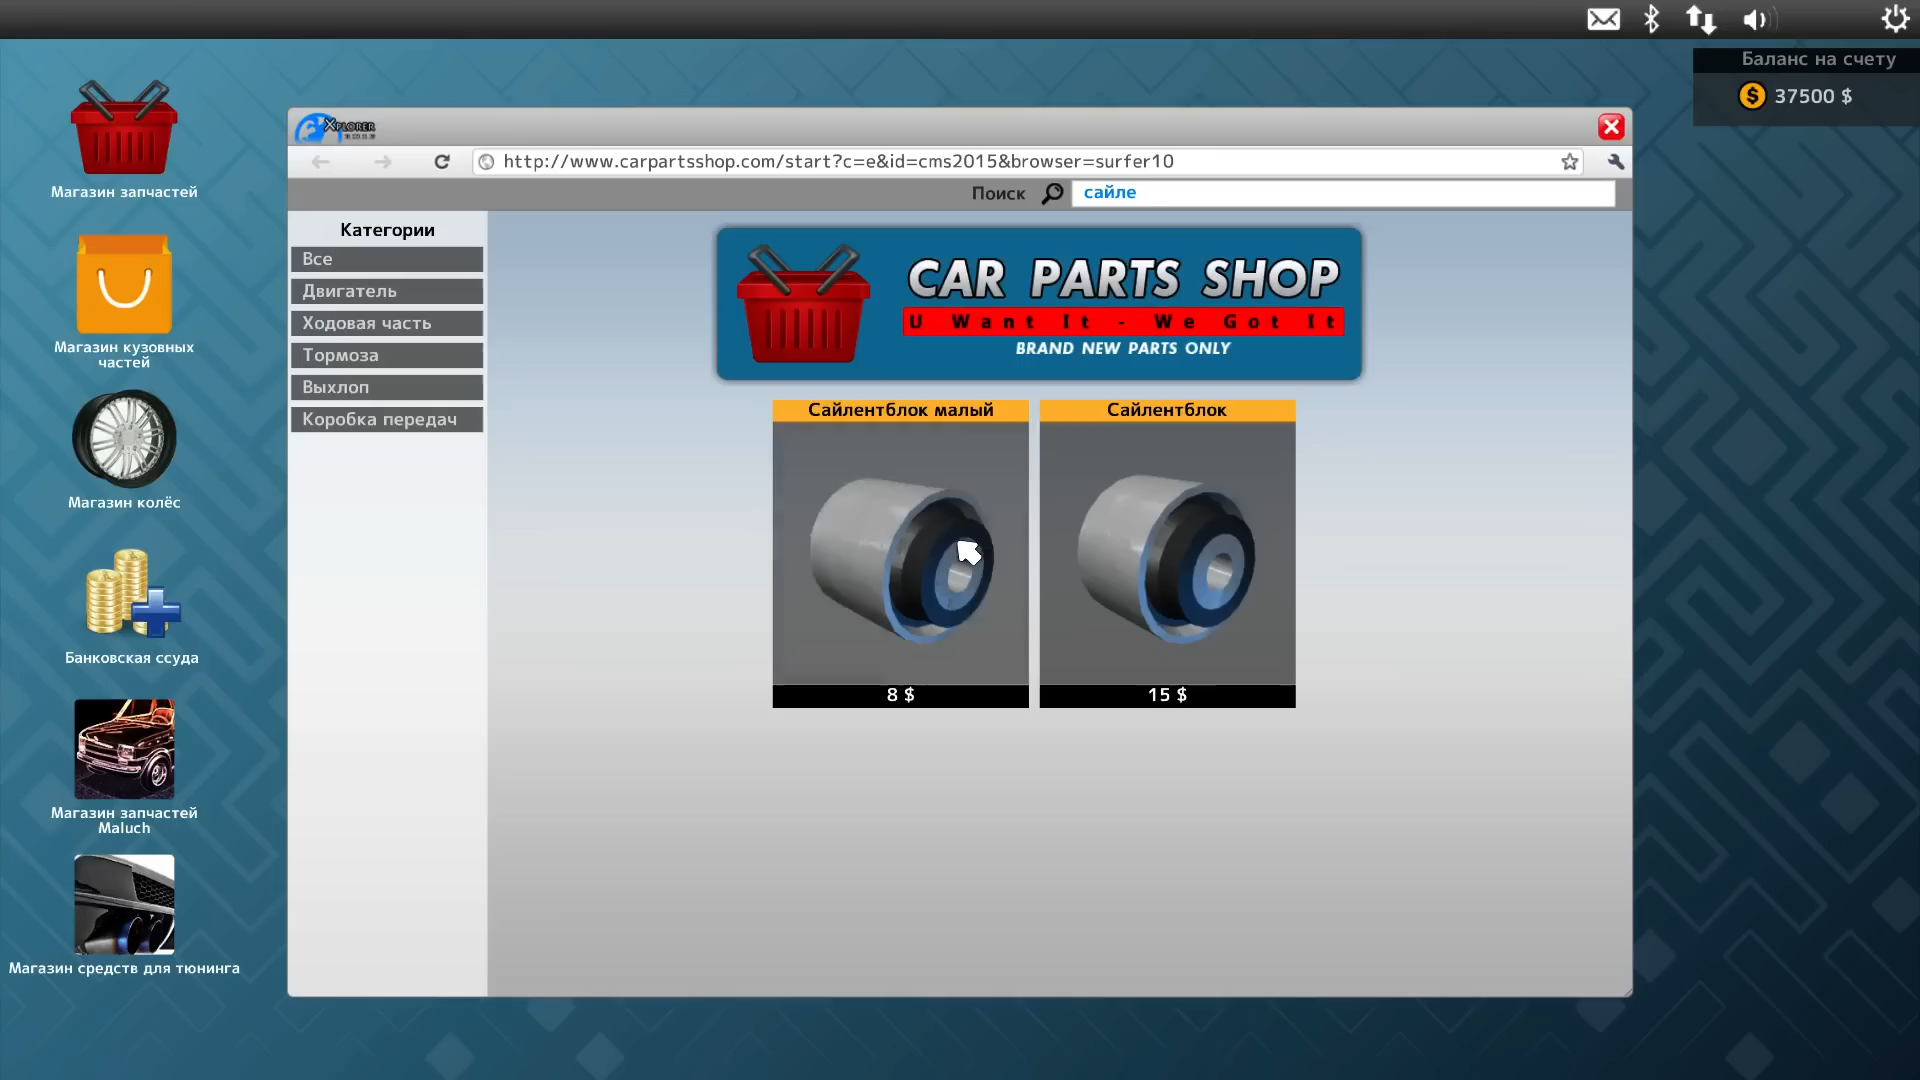 Баланс на счету
37500 $
Магазин запчастей
Магазин кузовных
частей
Магазин колёс
Банковская ссуда
Магазин запчастей
Maluch
Магазин средств для тюнинга
XPLORER
http://www.carpartsshop.com/start?c=e&id=cms2015&browser=surfer10
Поиск
сайле
Категории
Все
Двигатель
Ходовая часть
Тормоза
Выхлоп
Коробка передач
CAR PARTS SHOP
U Want It - We Got It
BRAND NEW PARTS ONLY
Сайлентблок малый
8 $
Сайлентблок
15 $